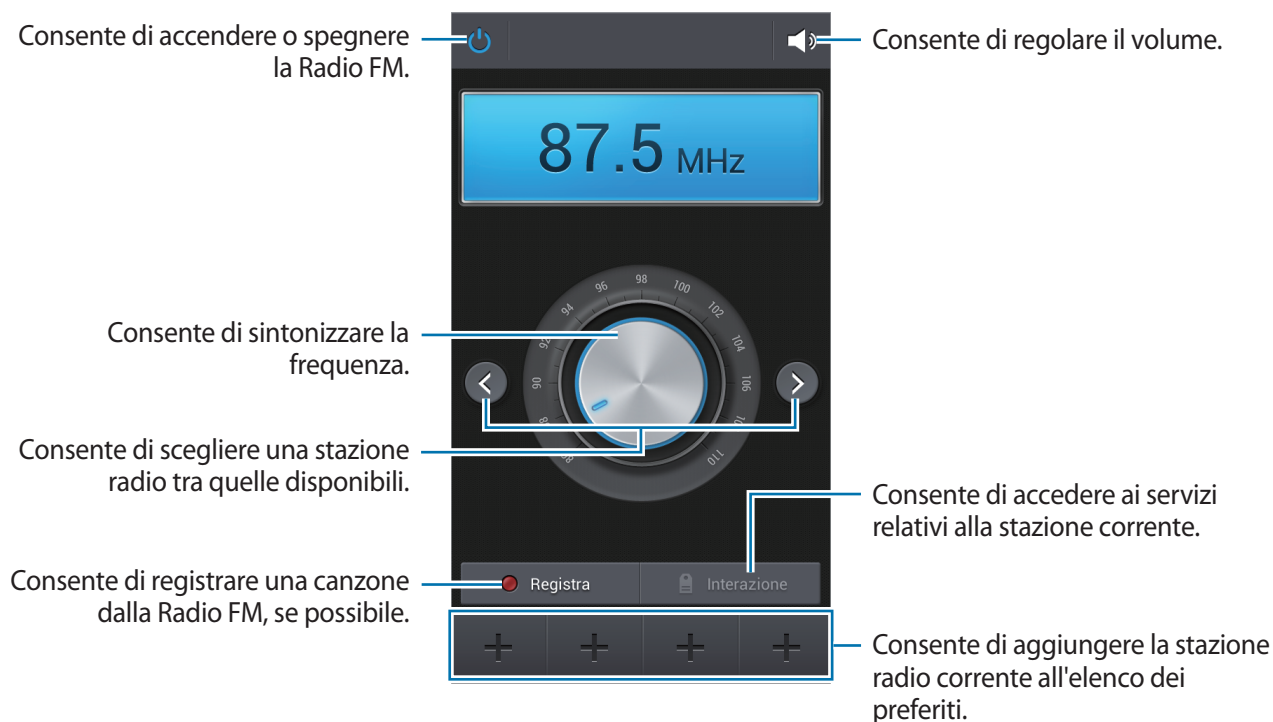 Consente di accendere o spegnere
la Radio FM.
Consente di regolare il volume.
87.5 MHz
Consente di sintonizzare la
frequenza.
90
92
94
96
98
100
102
104
106
110
Consente di scegliere una stazione
radio tra quelle disponibili.
Consente di accedere ai servizi
relativi alla stazione corrente.
Consente di registrare una canzone
dalla Radio FM, se possibile.
Registra
Interazione
Consente di aggiungere la stazione
radio corrente all'elenco dei
preferiti.